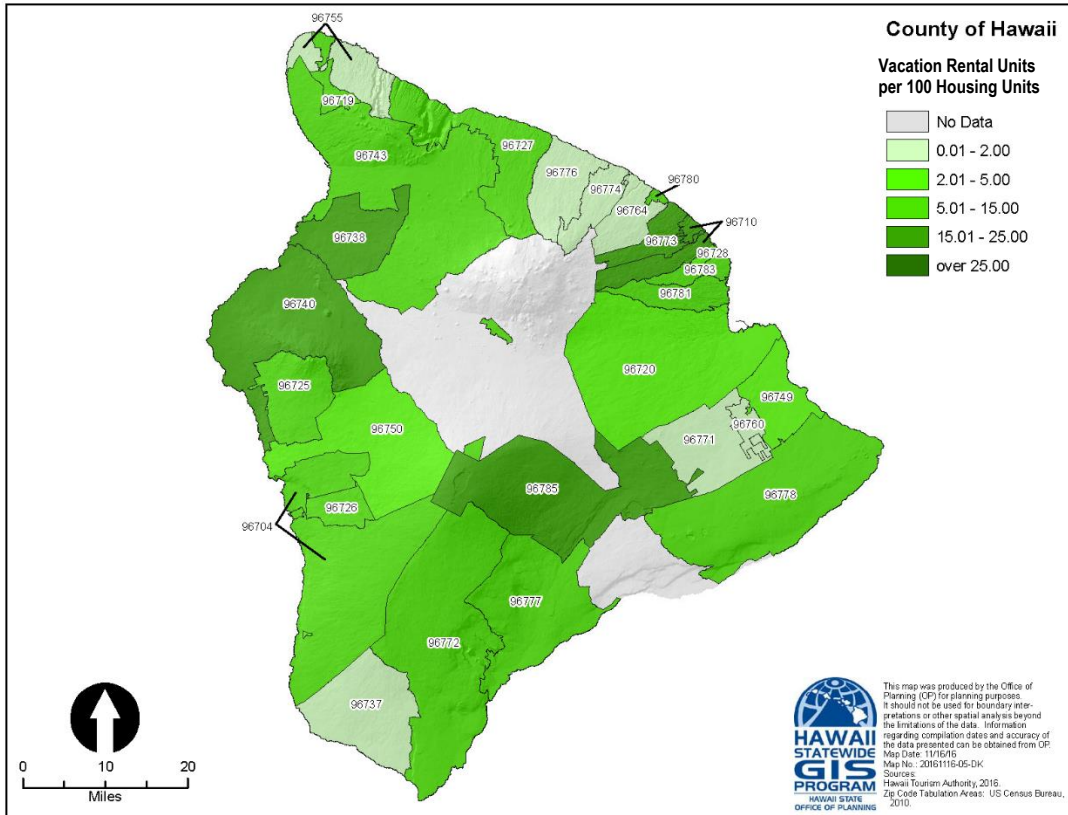 County of Hawaii
Vacation Rental Units
per 100 Housing Units
No Data
0.01 - 2.00
2.01 - 5.00
5.01 - 15.00
15.01 - 25.00
over 25.00
96755
96719
96743
96727
96776
96774
96764
96780
96710
96773
96728
96783
96781
96738
96740
96725
96750
96720
96749
96760
96771
96778
96785
96726
96704
96777
96772
96737
0 10 20
Miles
HAWAII
STATEWIDE
GIS
PROGRAM
HAWAII STATE
OFFICE OF PLANNING
This map was produced by the Office of
Planning (OP) for planning purposes.
It should not be used for boundary inter-
pretations or other spatial analysis beyond
the limitations of the data. Information
regarding compilation dates and accuracy of
the data presented can be obtained from OP.
Map Date: 11/16/16
Map No.: 20161116-05-DK
Sources:
Hawaii Tourism Authority, 2016.
Zip Code Tabulation Areas: US Census Bureau,
2010.